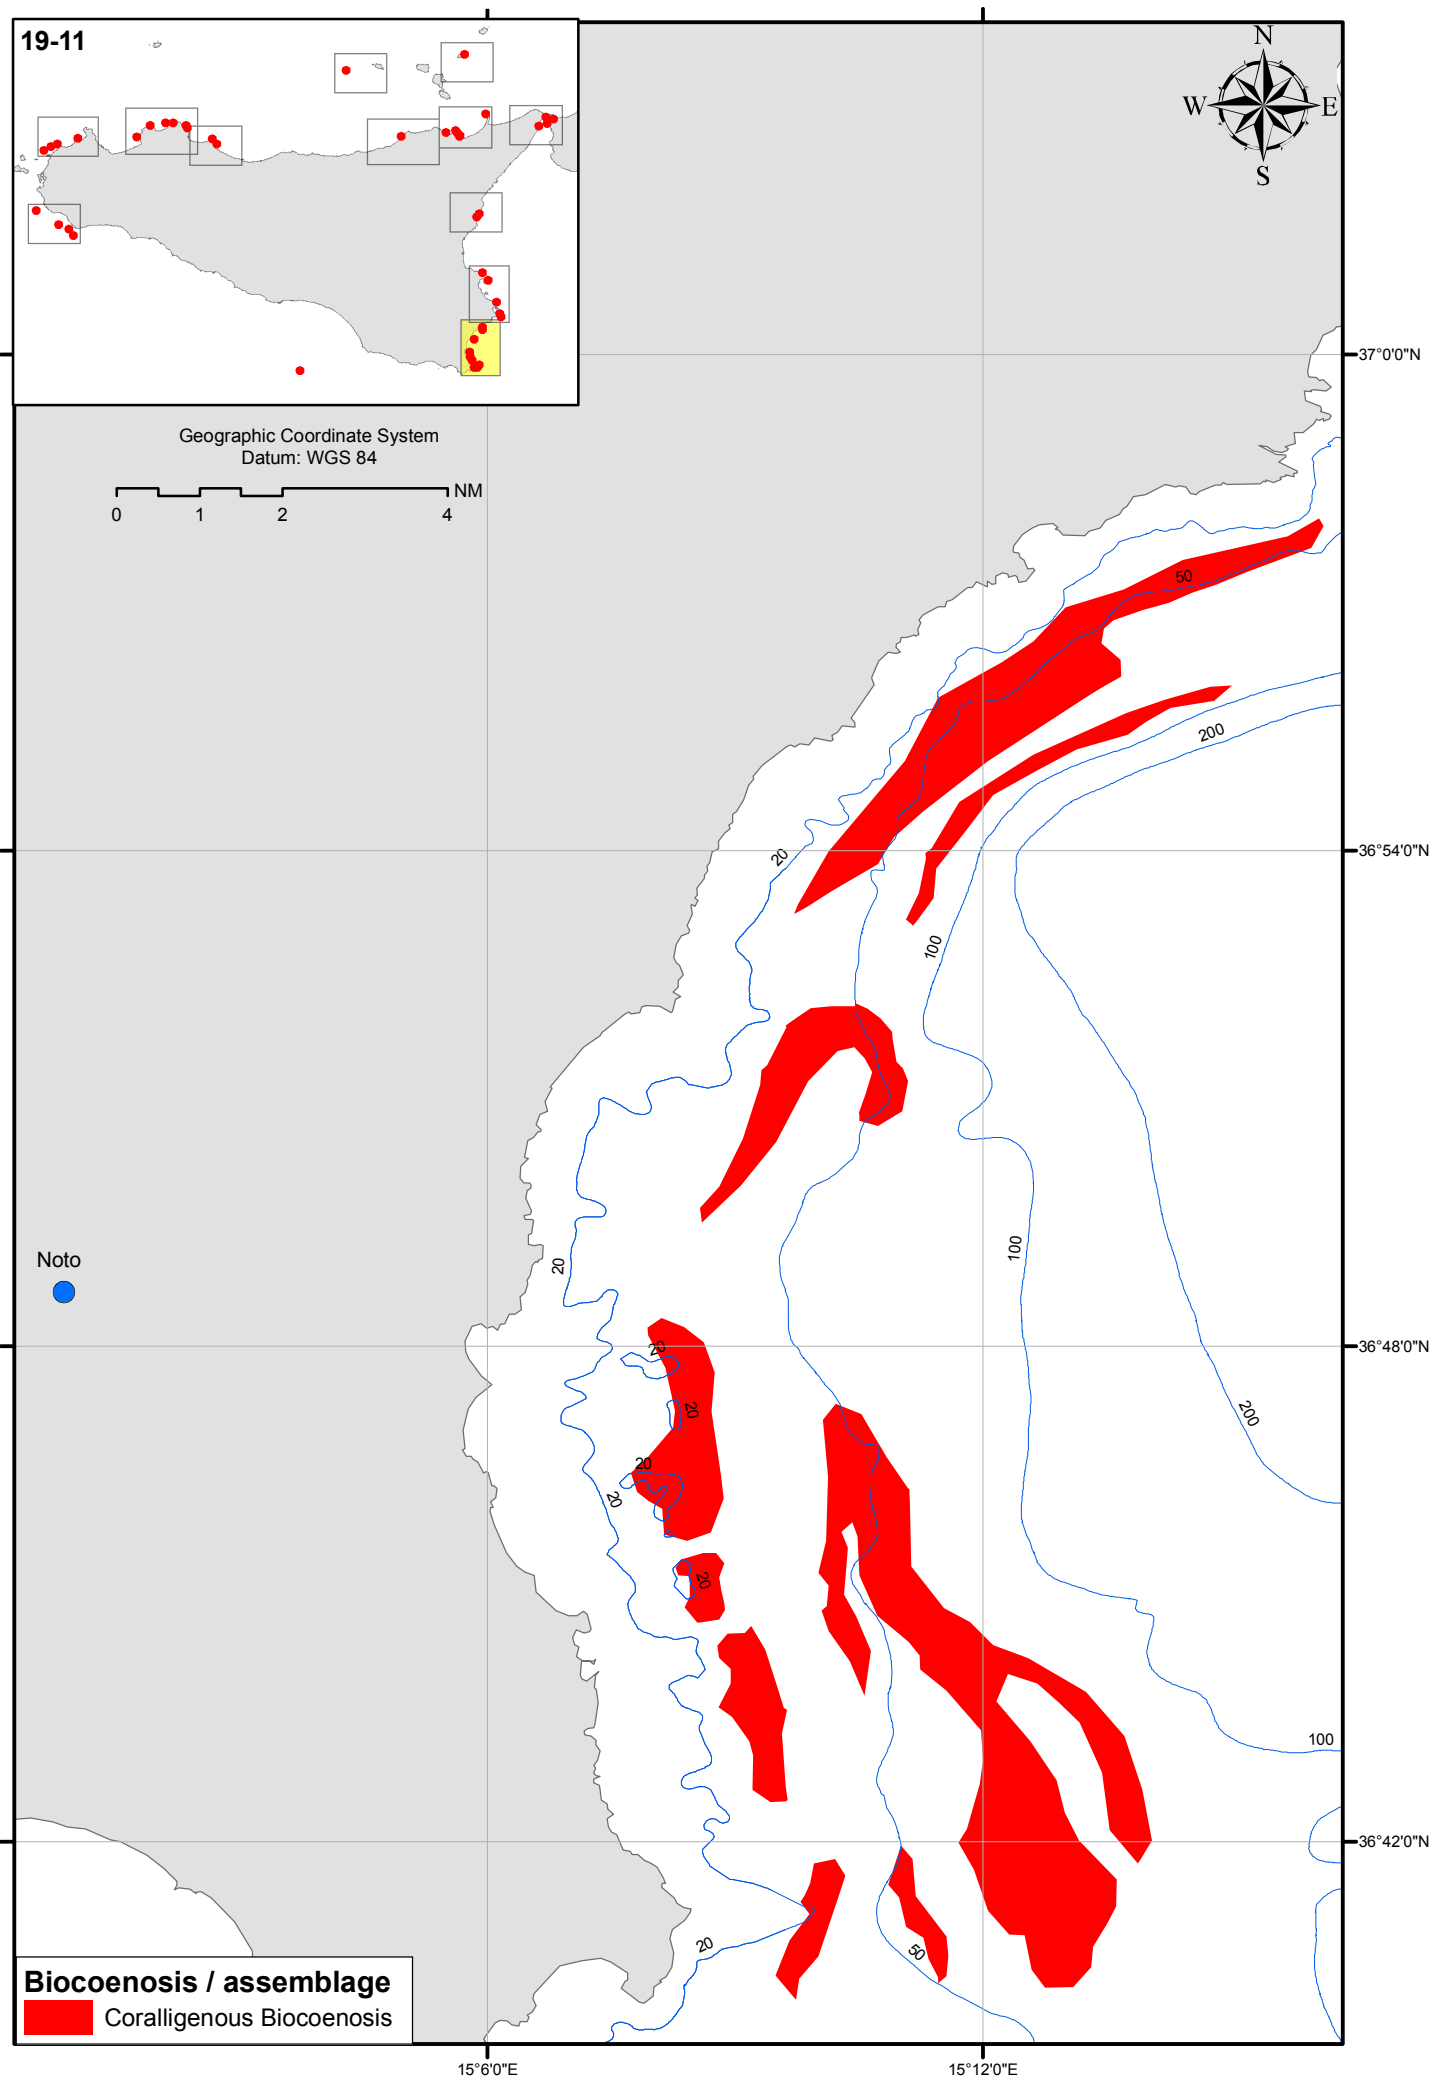 19-11
N
W
E
S
37°0'0"N
Geographic Coordinate System
Datum: WGS 84
NM
0
1
2
4
50
200
20
36°54'0"N
100
100
Noto
20
20
36°48'0"N
20
200
20
20
20
100
36°42'0"N
20
50
Biocoenosis / assemblage
Coralligenous Biocoenosis
15°6'0"E
15°12'0"E